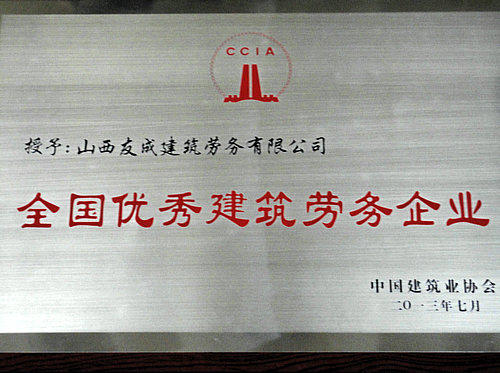 CCIA
授予:山西友成建筑劳务有限公司
全国优秀建筑劳务企业
中国建筑业协会
二〇一三年七月